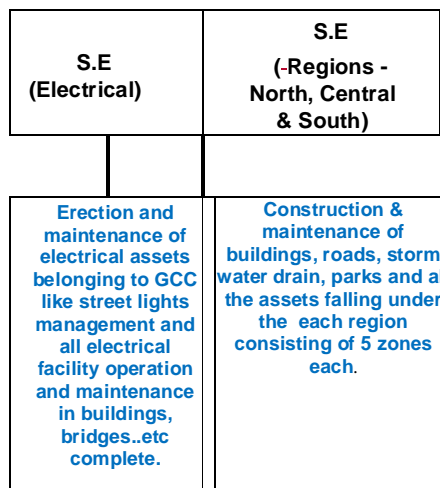 S.E
(Electrical)
S.E
(-Regions -
North, Central
& South)
Erection and
maintenance of
electrical assets
belonging to GCC
like street lights
management and
all electrical
facility operation
and maintenance
in buildings,
bridges..etc
complete.
Construction &
maintenance of
buildings, roads, storm
water drain, parks and al
the assets falling under
the each region
consisting of 5 zones
each.